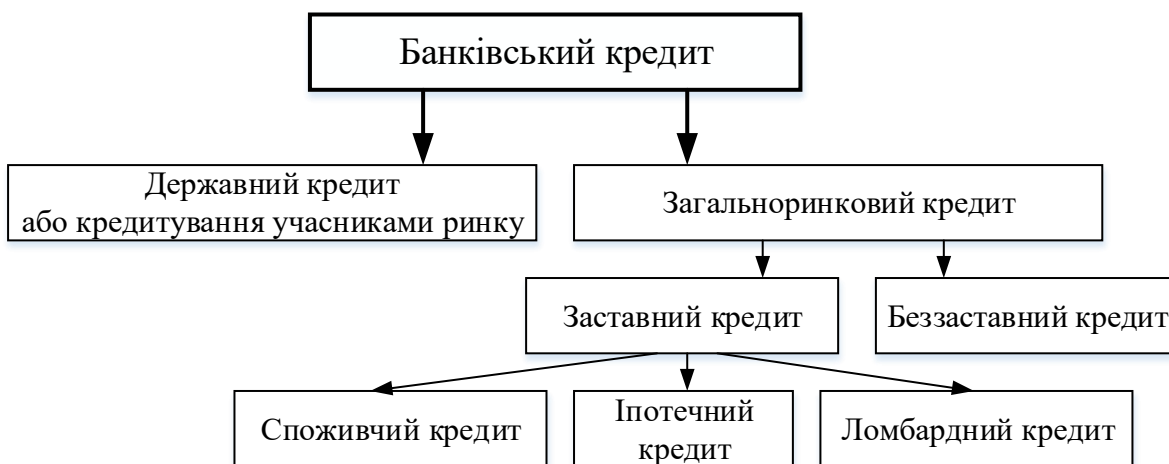 Банківський кредит
Державний кредит
або кредитування учасниками ринку
Загальноринковий кредит
Заставний кредит
Беззаставний кредит
Споживчий кредит
Іпотечний
кредит
Ломбардний кредит